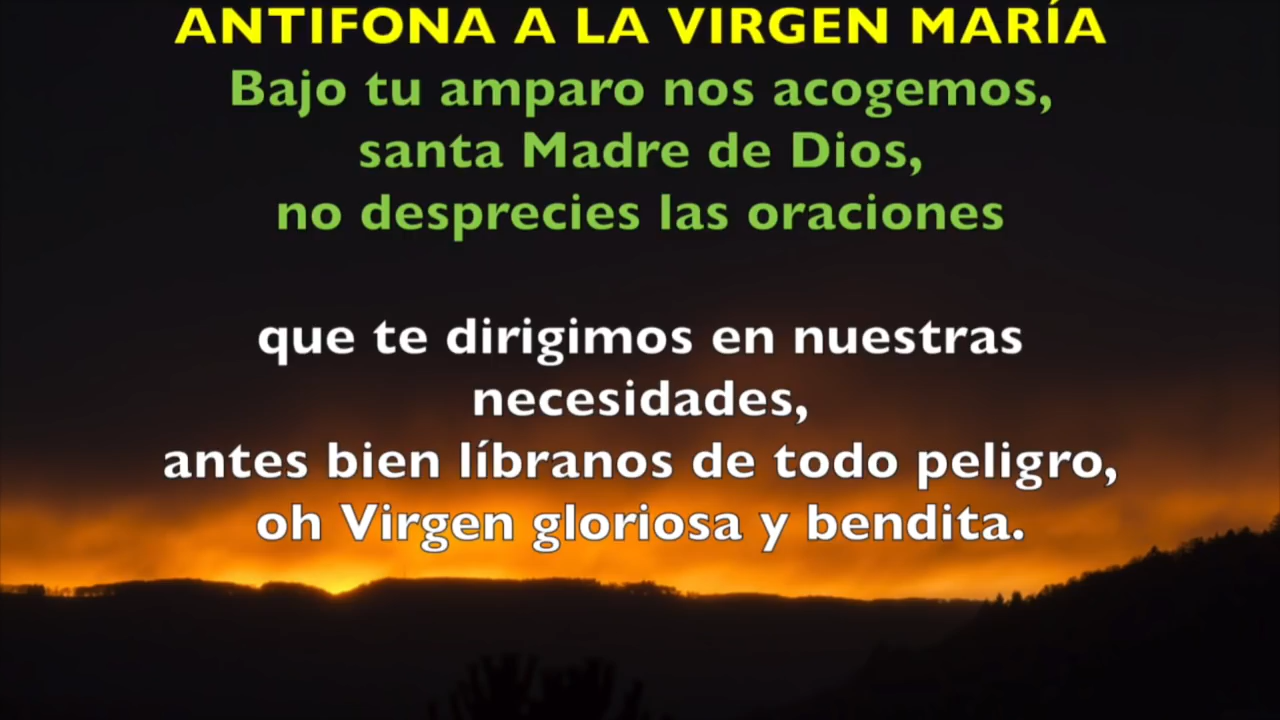 ANTIFONA A LA VIRGEN MARÍA
Bajo tu amparo nos acogemos,
santa Madre de Dios,
no desprecies las oraciones
que te dirigimos en nuestras
necesidades,
antes bien líbranos de todo peligro,
oh Virgen gloriosa y bendita.